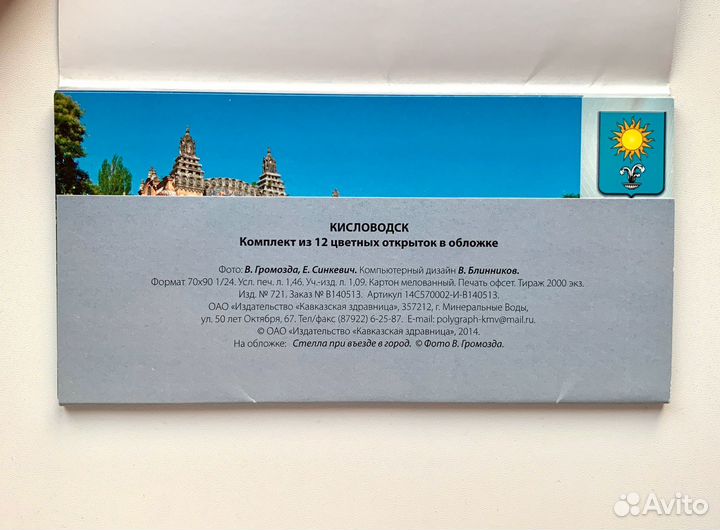 КИСЛОВОДСК
Комплект из 12 цветных открыток в обложке
Фото: В. Громозда, Е. Синкевич. Компьютерный дизайн В. Блинников.
Формат 70х90 1/24. Усл. печ. л. 1,46. Уч.-изд. л. 1,09. Картон мелованный. Печать офсет. Тираж 2000 экз.
Изд. № 721. Заказ № В140513. Артикул 14С570002-И-В140513.
ОАО «Издательство «Кавказская здравница», 357212, г. Минеральные Воды,
ул. 50 лет Октября, 67. Тел/факс (87922) 6-25-87. E-mail: polygraph-kmv@mail.ru.
© ОАО «Издательство «Кавказская здравница», 2014.
На обложке: Стелла при въезде в город. © Фото В. Громозда.
Avito